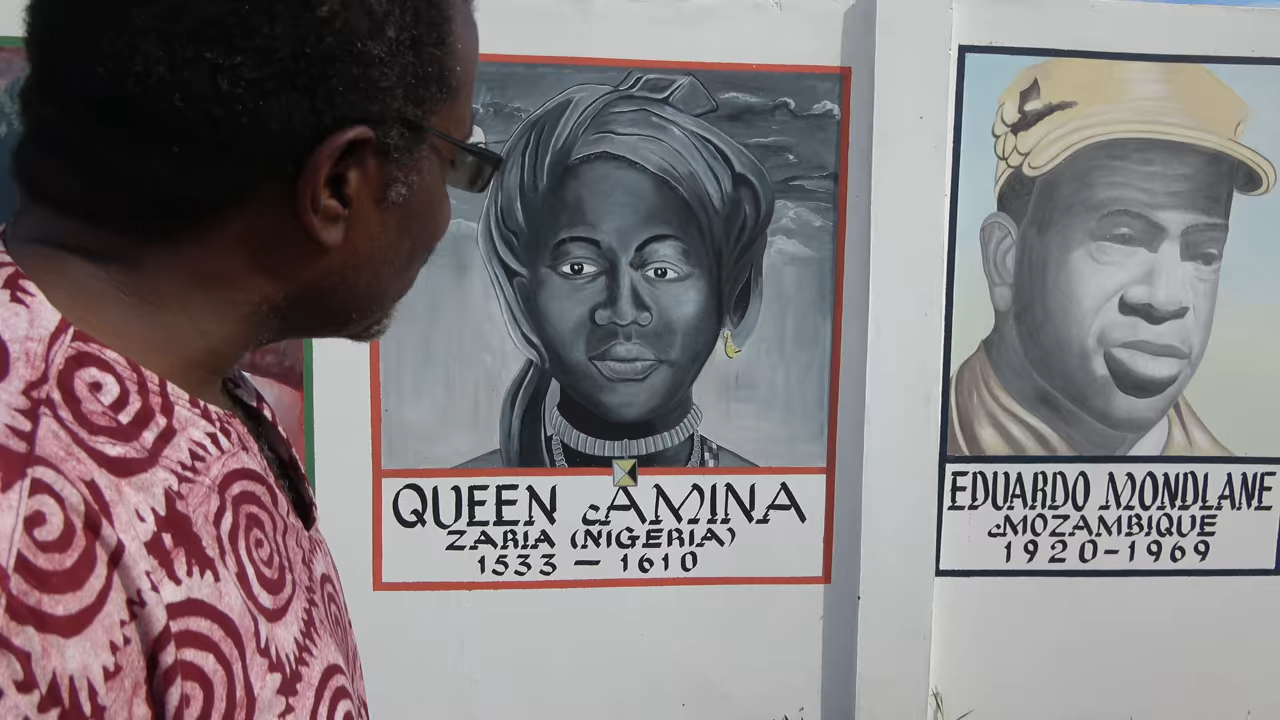 QUEEN AMINA
ZARIA (NIGERIA)
1533 - 1610
EDUARDO MONDLANE
MOZAMBIQUE
1920-1969